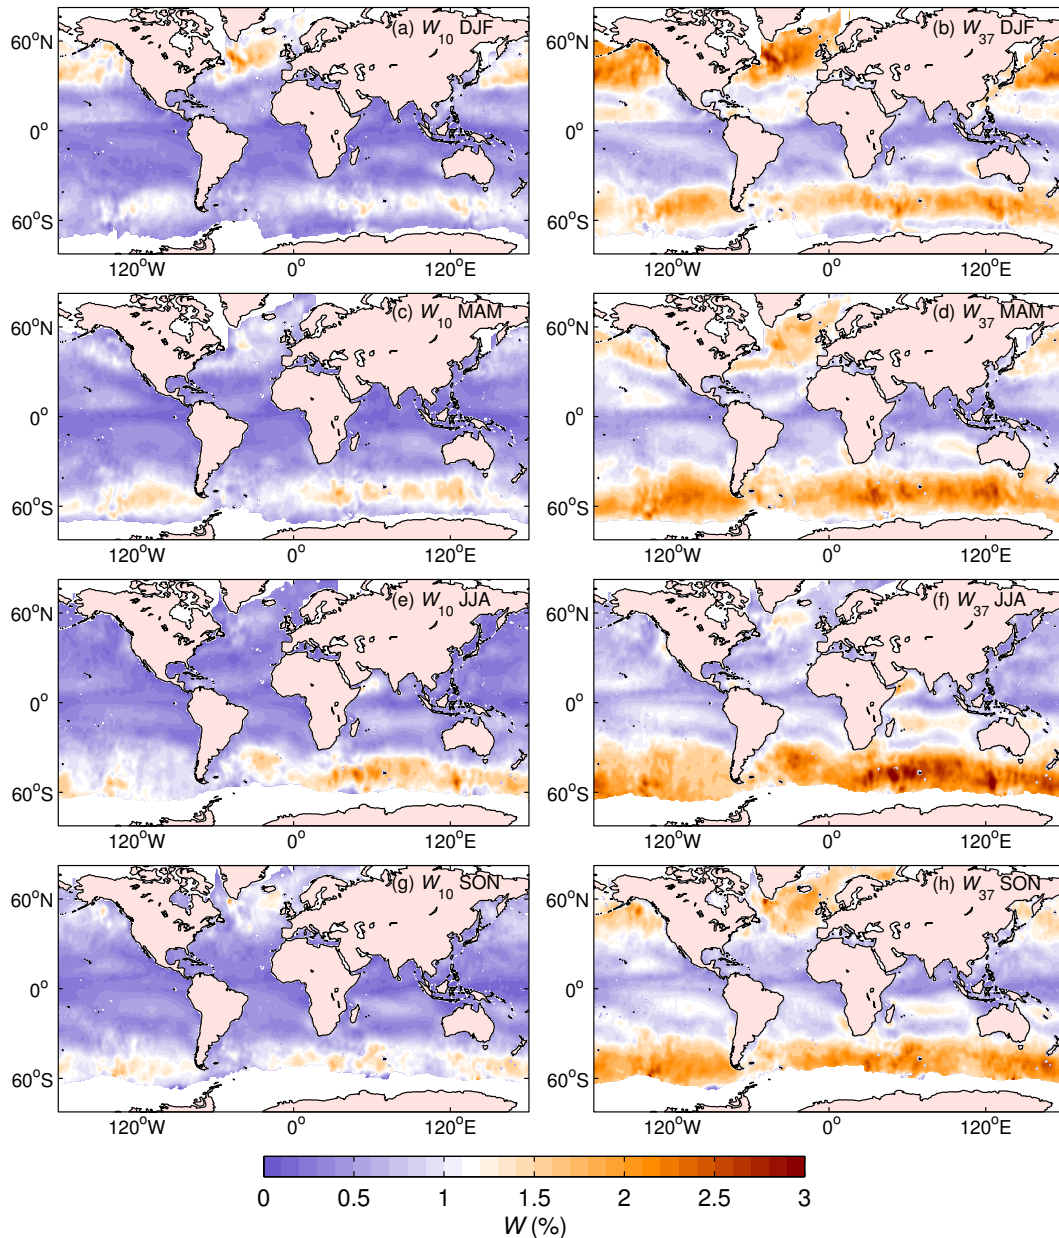 (a) W10 DJF
(b) W37 DJF
60°N
0°
60°S
60°N
0°
60°S
120°W 0° 120°E
120°W 0° 120°E
(c) W10 MAM
(d) W37 MAM
60°N
0°
60°S
60°N
0°
60°S
120°W 0° 120°E
120°W 0° 120°E
(e) W10 JJA
(f) W37 JJA
60°N
0°
60°S
60°N
0°
60°S
120°W 0° 120°E
120°W 0° 120°E
(g) W10 SON
(h) W37 SON
60°N
0°
60°S
60°N
0°
60°S
120°W 0° 120°E
120°W 0° 120°E
0 0.5 1 1.5 2 2.5 3
W (%)